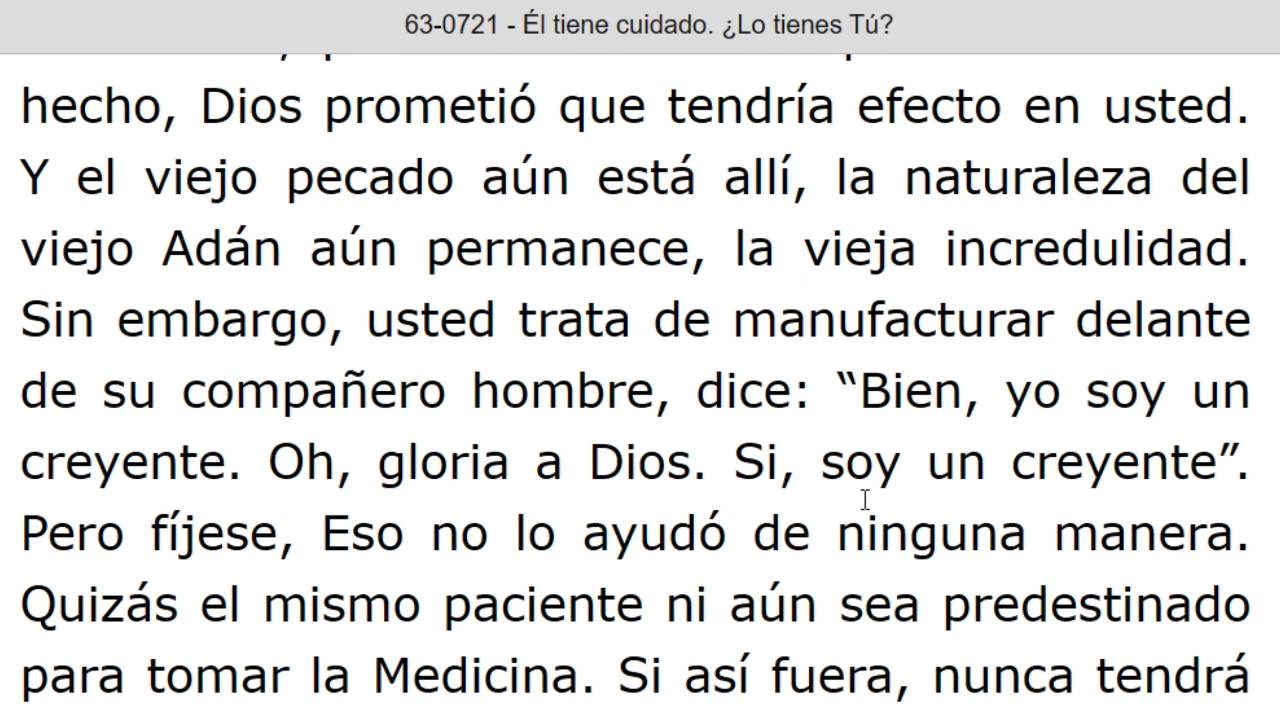 63-0721 - Él tiene cuidado. ¿Lo tienes Tú?
hecho, Dios prometió que tendría efecto en usted.
Y el viejo pecado aún está allí, la naturaleza del
viejo Adán aún permanece, la vieja incredulidad.
Sin embargo, usted trata de manufacturar delante
de su compañero hombre, dice: “Bien, yo soy un
creyente. Oh, gloria a Dios. Si, soy un creyente”.
Pero fíjese, Eso no lo ayudó de ninguna manera.
Quizás el mismo paciente ni aún sea predestinado
para tomar la Medicina. Si así fuera, nunca tendrá